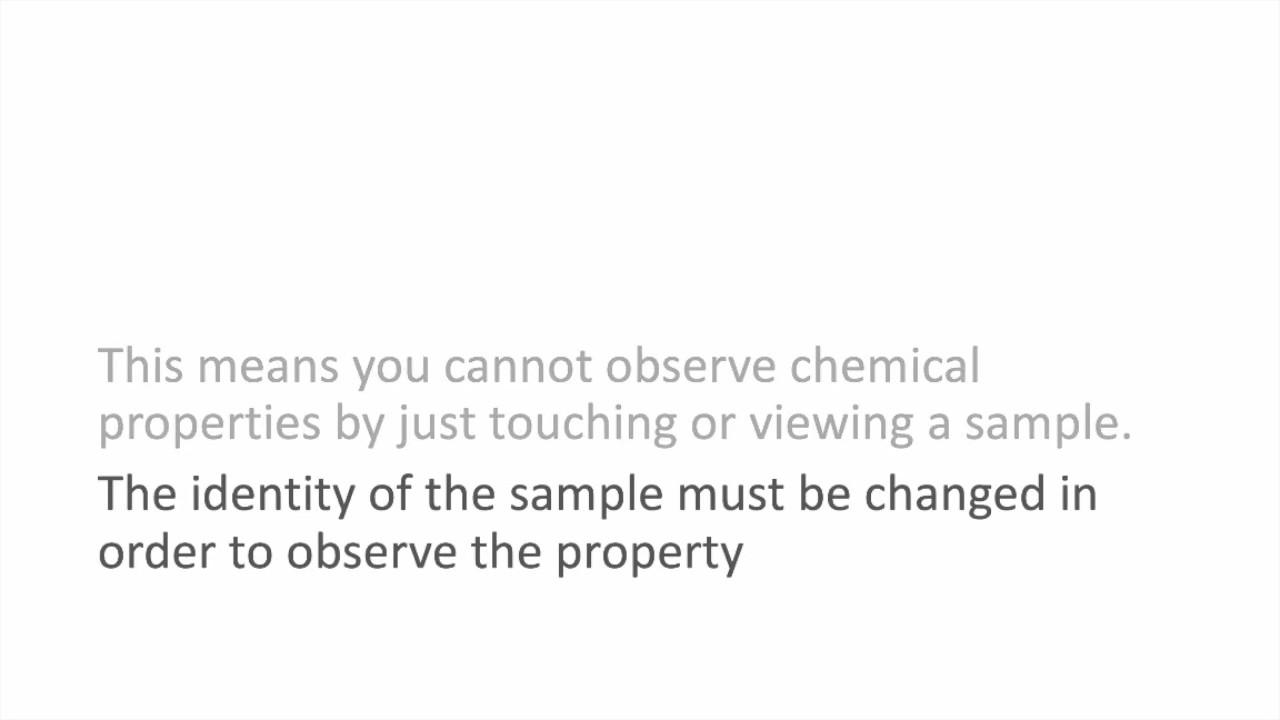 This means you cannot observe chemical
properties by just touching or viewing a sample.
The identity of the sample must be changed in
order to observe the property